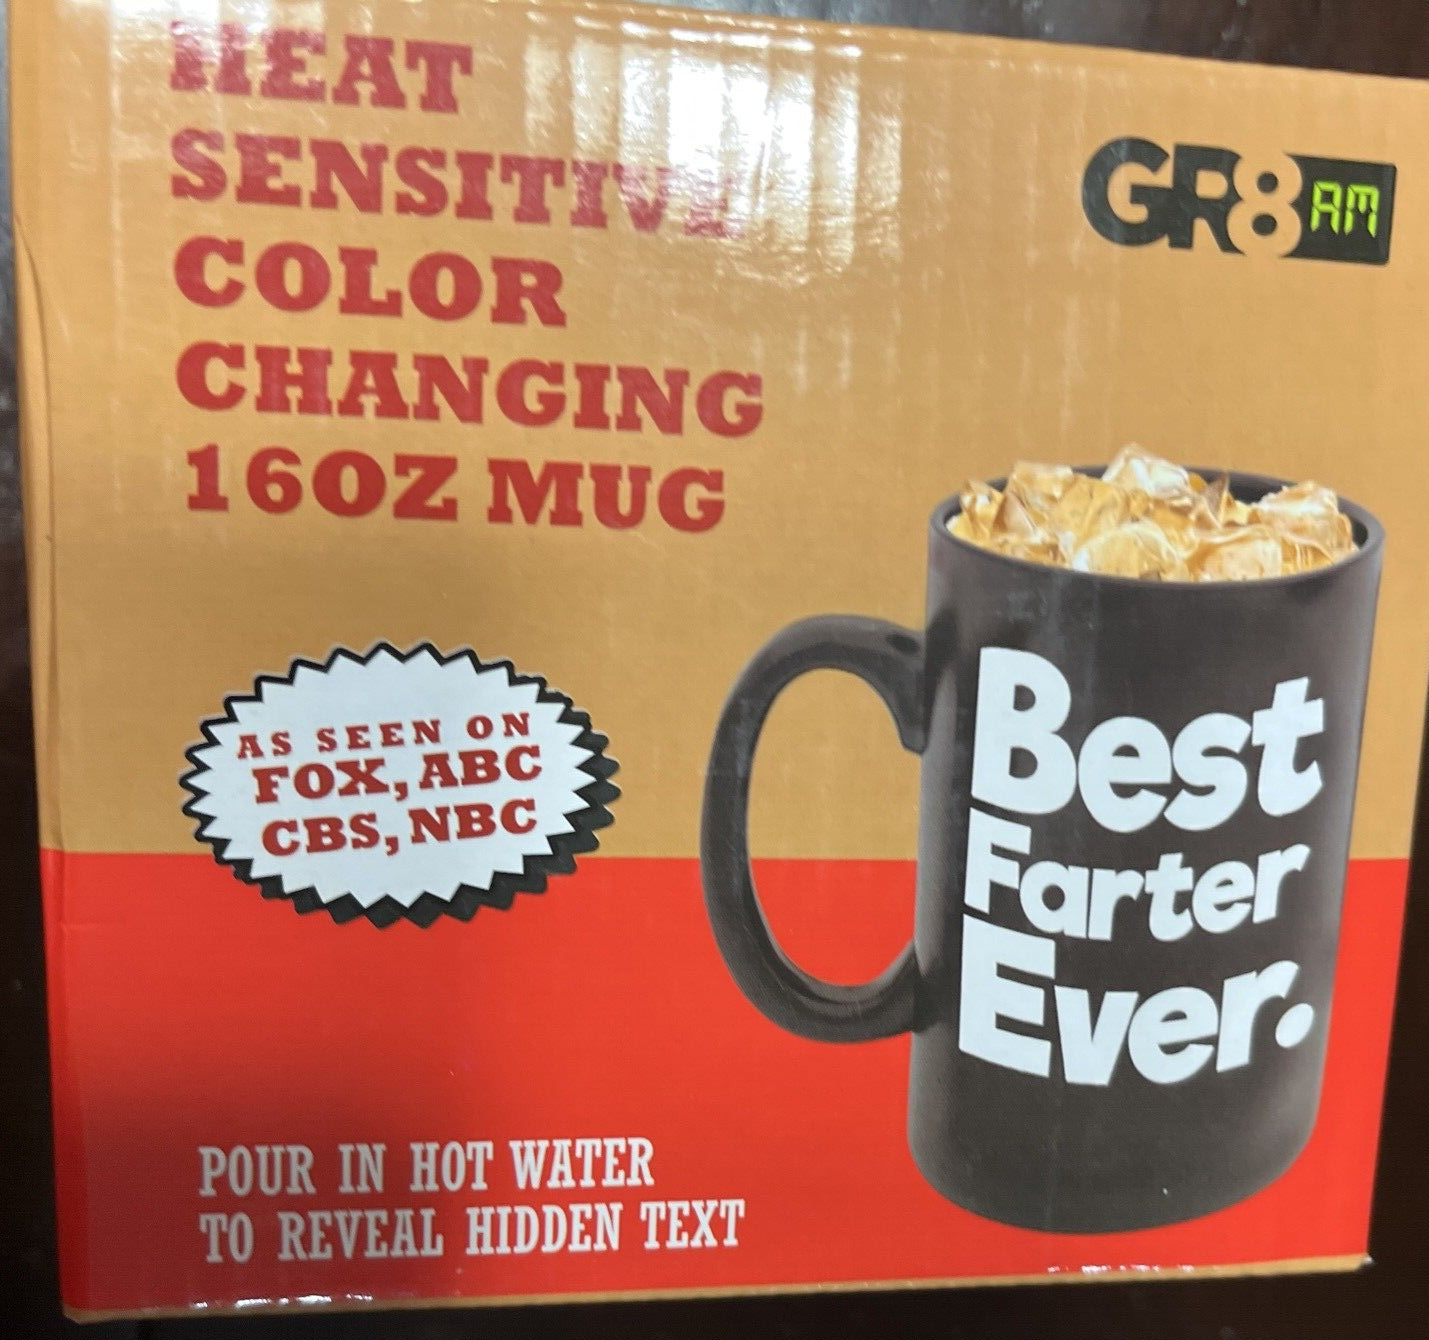 HEAT
SENSITIVE
COLOR
CHANGING
16OZ MUG
GR8 AM
AS SEEN ON
FOX, ABC
CBS, NBC
Best
Farter
Ever.
POUR IN HOT WATER
TO REVEAL HIDDEN TEXT